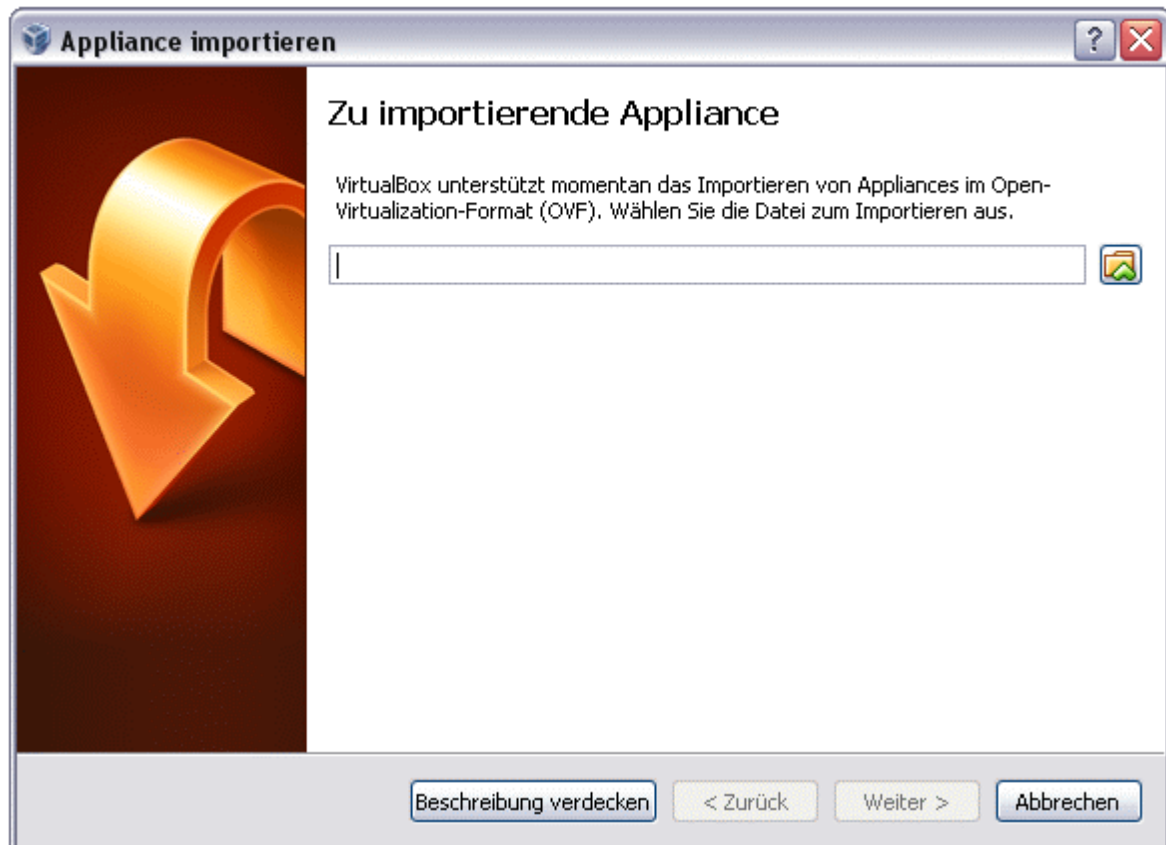 Appliance importieren
Zu importierende Appliance
VirtualBox unterstützt momentan das Importieren von Appliances im Open-
Virtualization-Format (OVF). Wählen Sie die Datei zum Importieren aus.
Beschreibung verdecken
< Zurück
Weiter >
Abbrechen